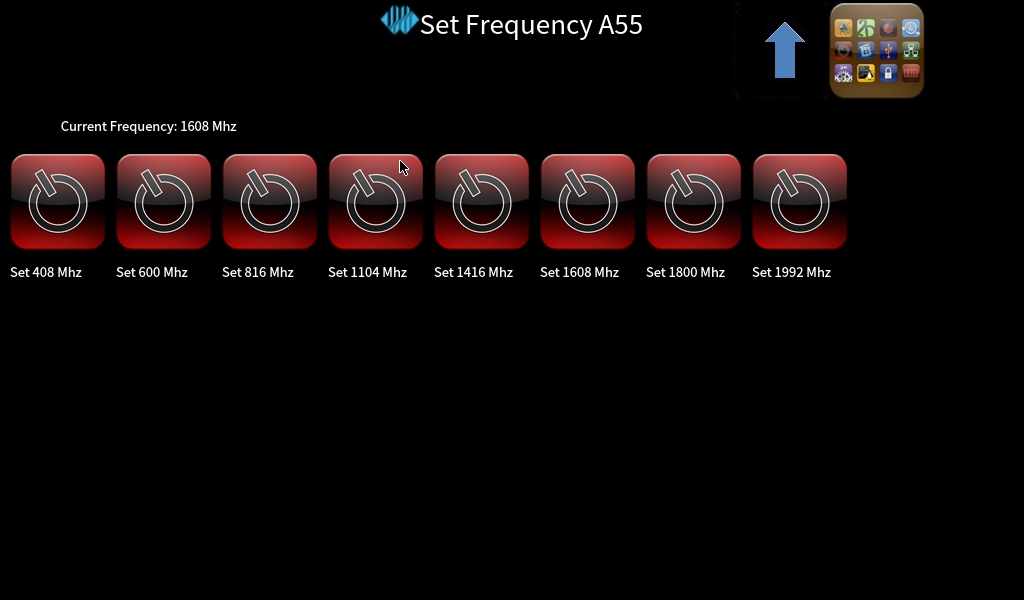 Set Frequency A55
Current Frequency: 1608 Mhz
Set 408 Mhz
Set 600 Mhz
Set 816 Mhz
Set 1104 Mhz
Set 1416 Mhz
Set 1608 Mhz
Set 1800 Mhz
Set 1992 Mhz